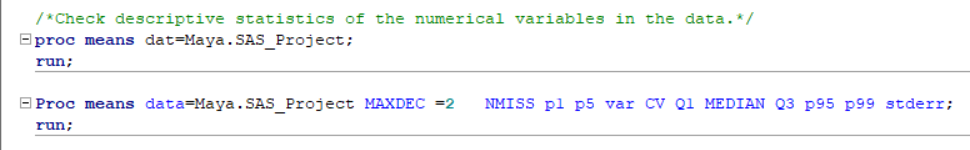 /*Check descriptive statistics of the numerical variables in the data.*/
proc means dat=Maya.SAS_Project;
run;
Proc means data=Maya.SAS_Project MAXDEC =2   NMISS p1 p5 var CV Q1 MEDIAN Q3 p95 p99 stderr;
run;